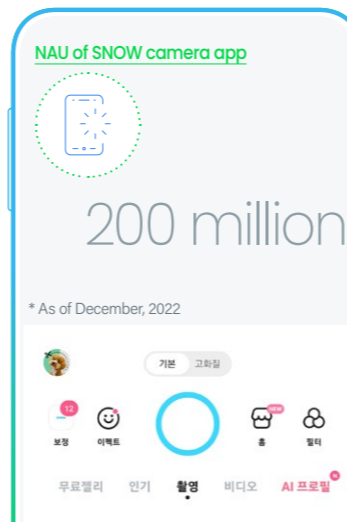 NAU of SNOW camera app
200 million
* As of December, 2022
기본 고화질
12
NEW
보정 이펙트 홈 필터
무료젤리 인기 촬영 비디오 AI 프로필